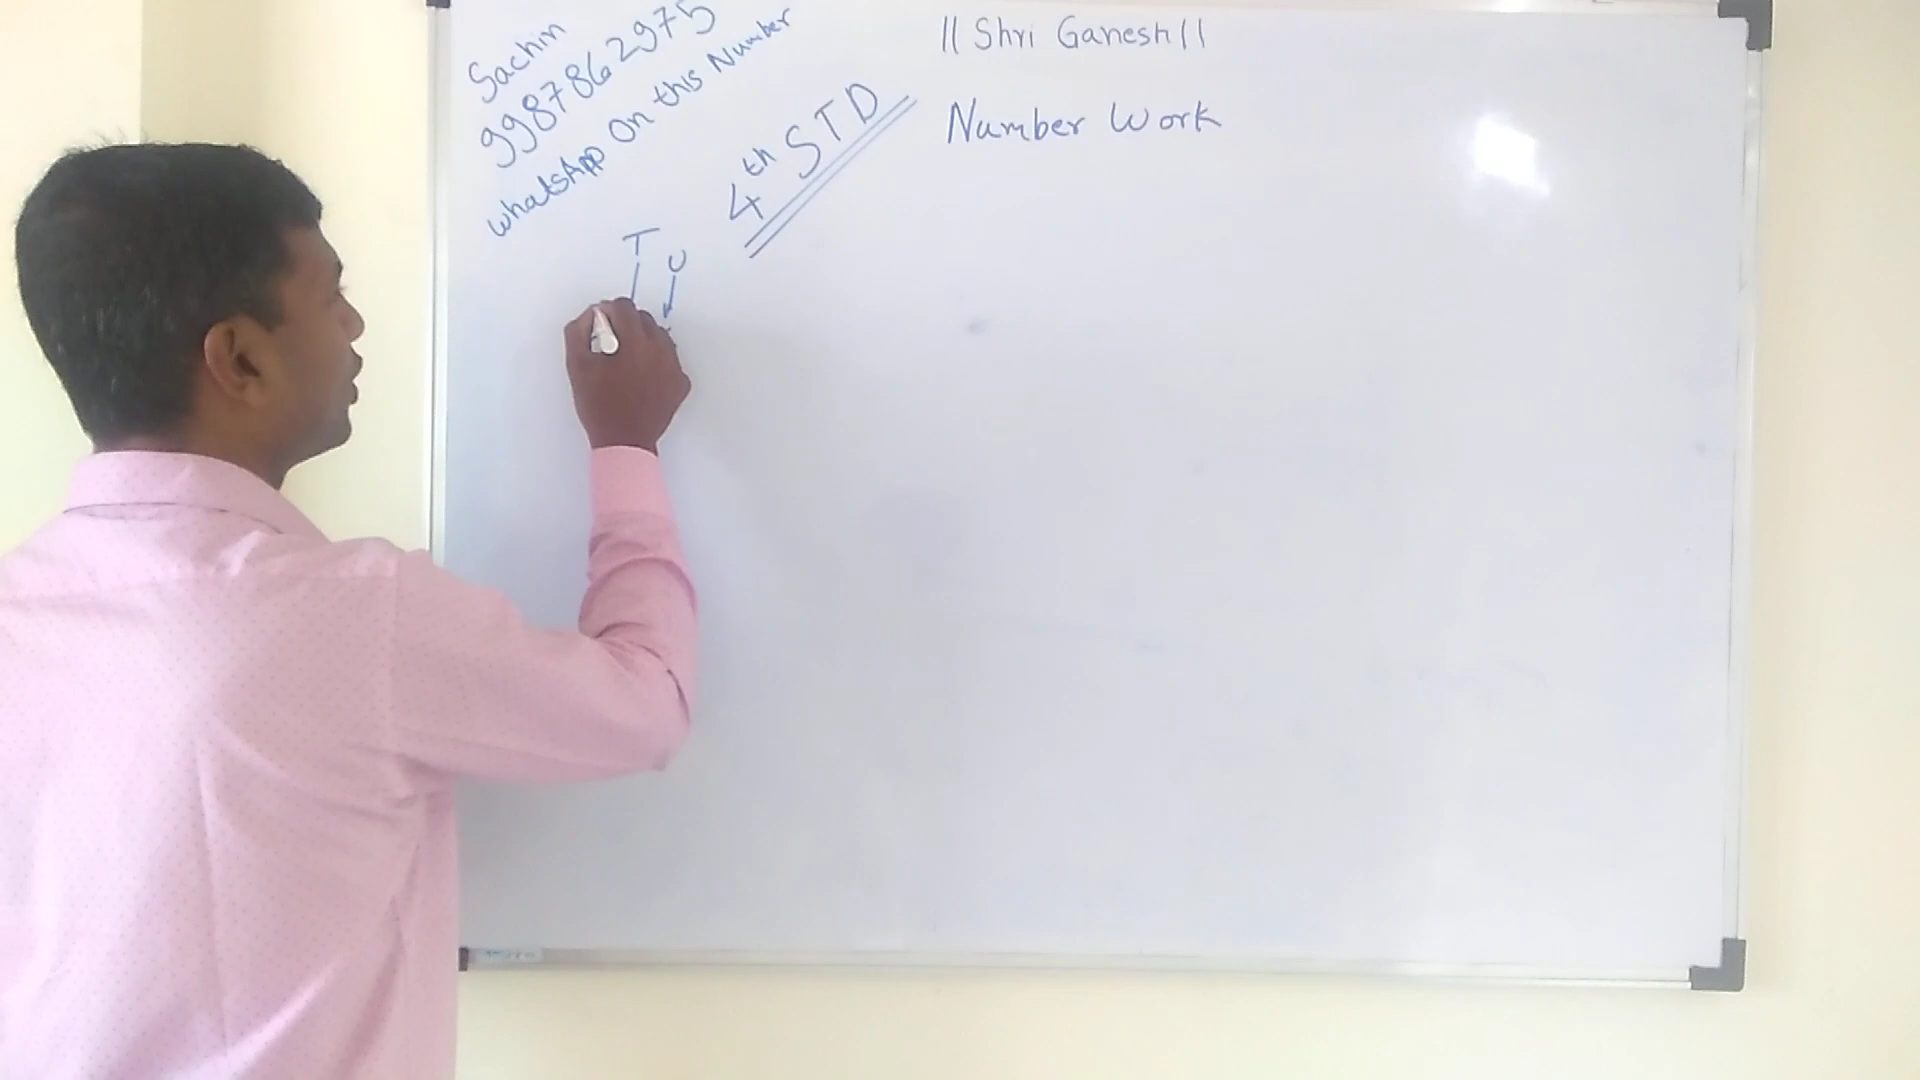 Sachin
9987862975
whatsApp On this Number
4th STD
|| Shri Ganesh ||
Number Work
T U